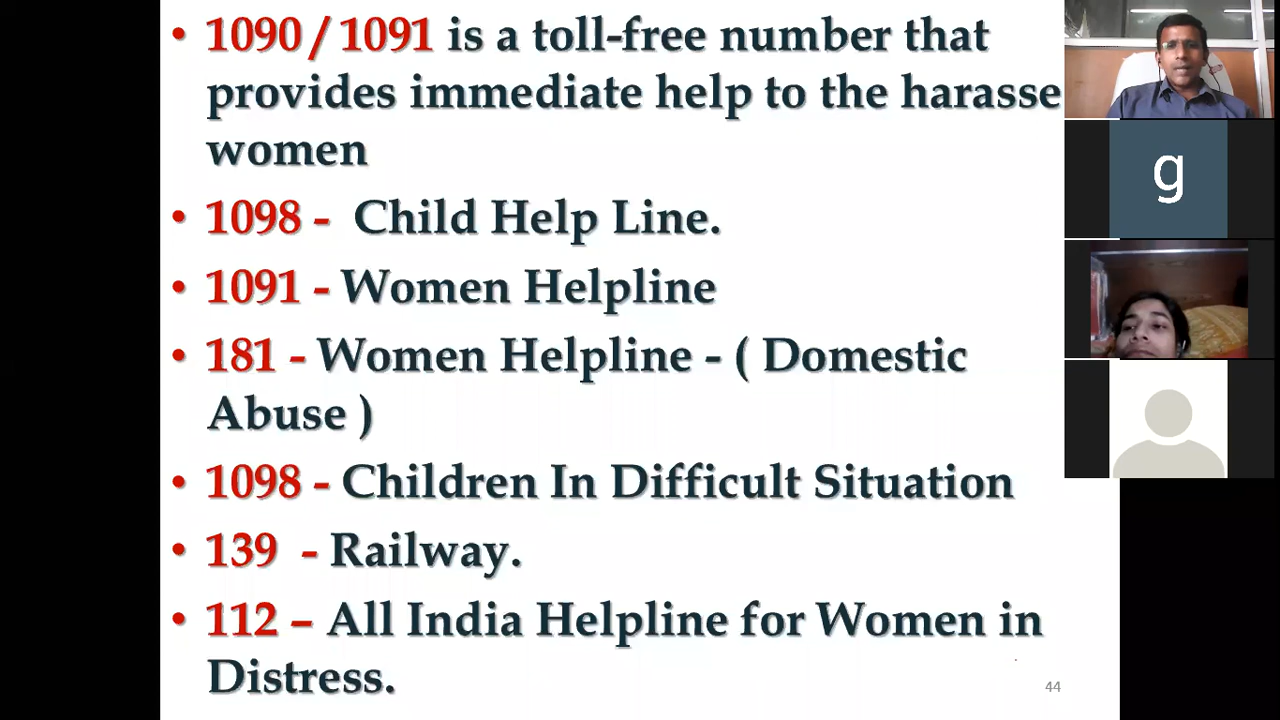 • 1090 / 1091 is a toll-free number that
provides immediate help to the harasse
women
• 1098 - Child Help Line.
• 1091 - Women Helpline
• 181 - Women Helpline - ( Domestic
Abuse )
• 1098 - Children In Difficult Situation
• 139 - Railway.
• 112 – All India Helpline for Women in
Distress.
44
g